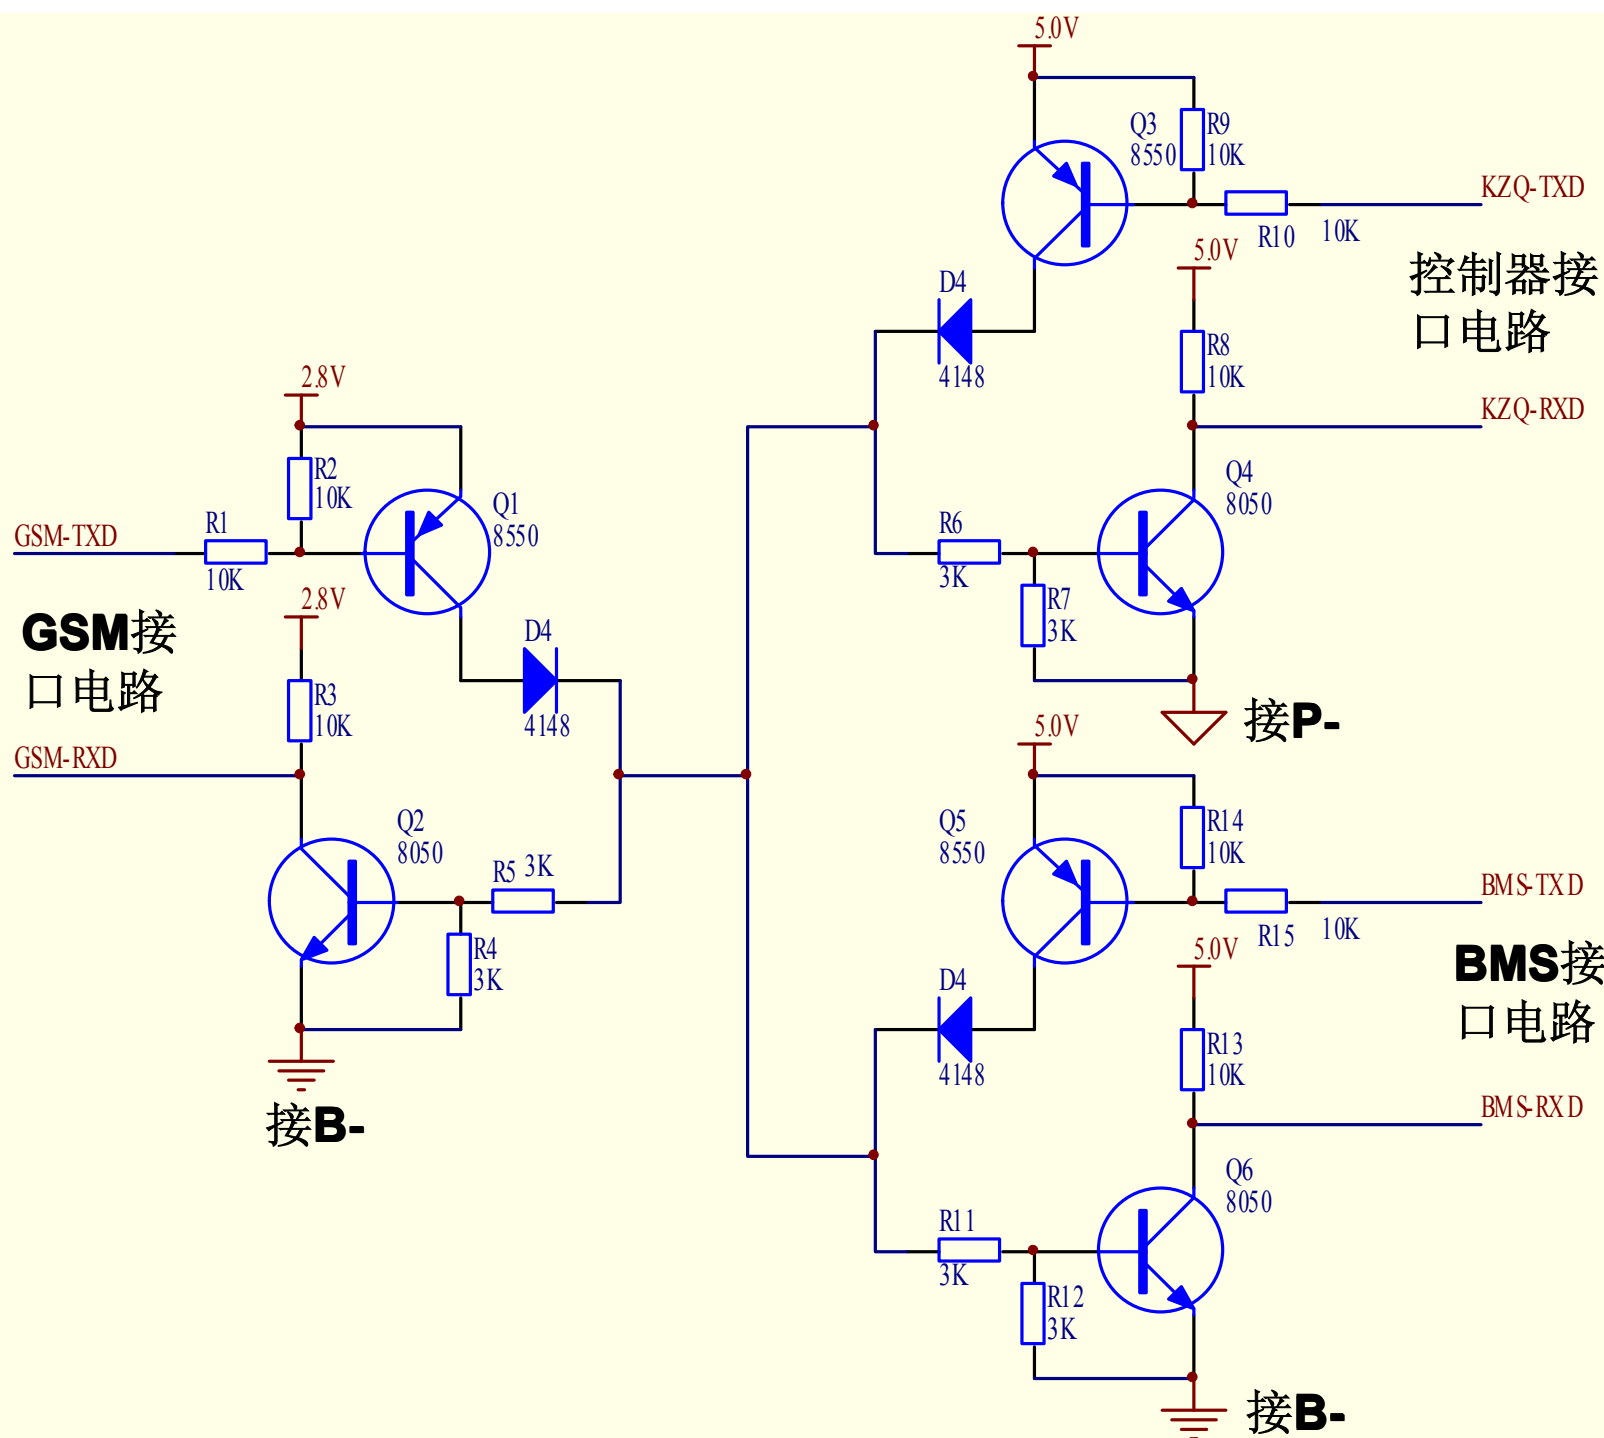 5.0V
Q3
8550
R9
10K
KZQ-TXD
R10
10K
5.0V
控制器接
口电路
D4
4148
R8
10K
KZQ-RXD
2.8V
R2
10K
Q1
8550
GSM-TXD
R1
10K
Q4
8050
R6
3K
R7
3K
2.8V
GSM接
口电路
D4
4148
R3
10K
接P-
GSM-RXD
5.0V
Q2
8050
R5
3K
R4
3K
接B-
Q5
8550
R14
10K
BMS-TXD
R15
10K
5.0V
BMS接
口电路
D4
4148
R13
10K
BMS-RXD
Q6
8050
R11
3K
R12
3K
接B-